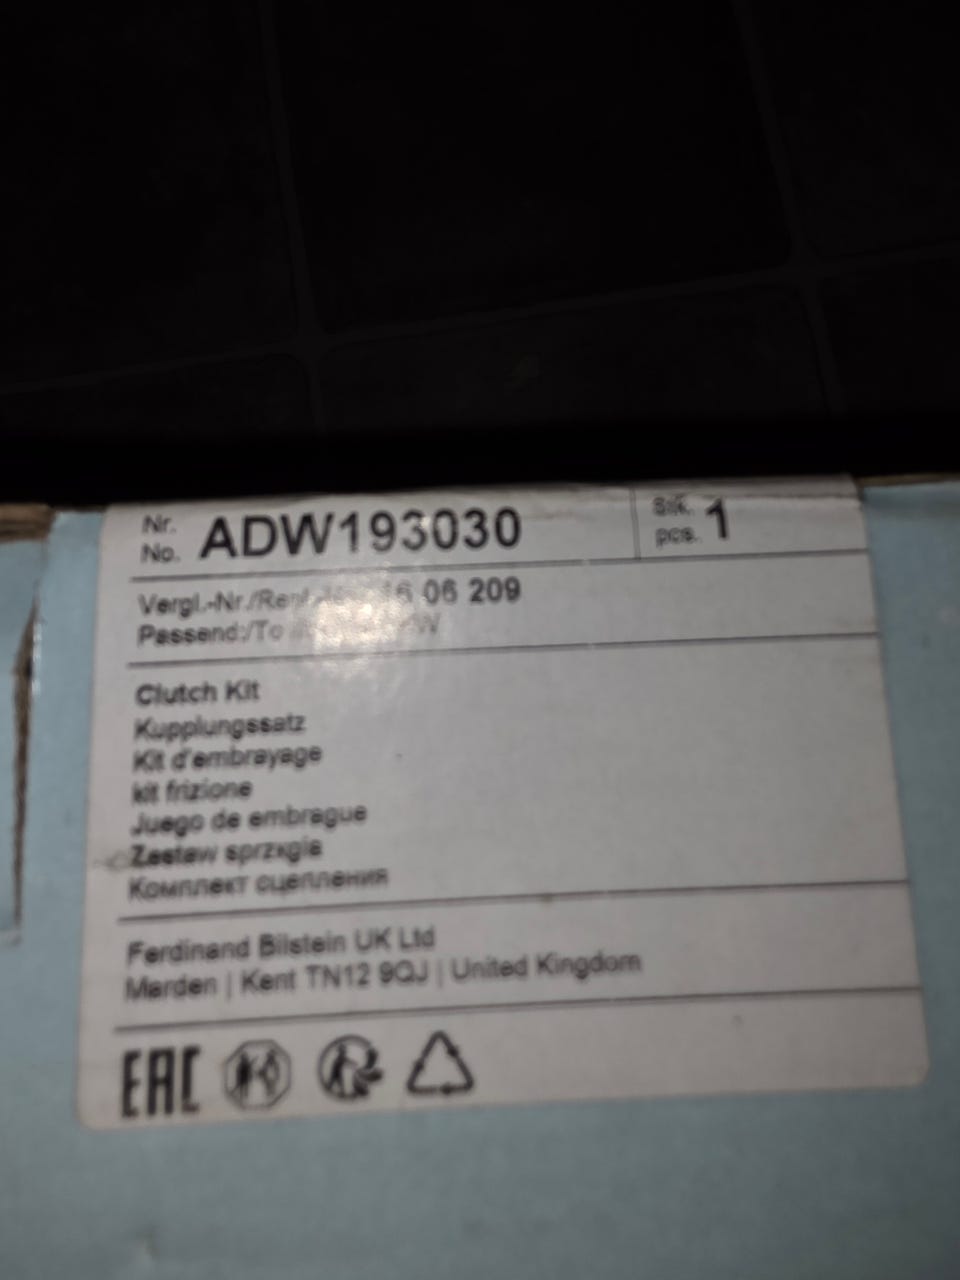 Nr.
No. ADW193030
Stk.
pcs. 1
Vergl.-Nr./Repl. 16 06 209
Passend:/To
Clutch Kit
Kupplungssatz
Kit d'embrayage
kit frizione
Juego de embrague
Zestaw sprzęgła
Комплект сцепления
Ferdinand Bilstein UK Ltd
Marden | Kent TN12 9QJ | United Kingdom
EAC